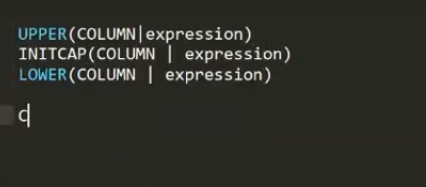 UPPER(COLUMN|expression)
INITCAP(COLUMN | expression)
LOWER(COLUMN | expression)
c